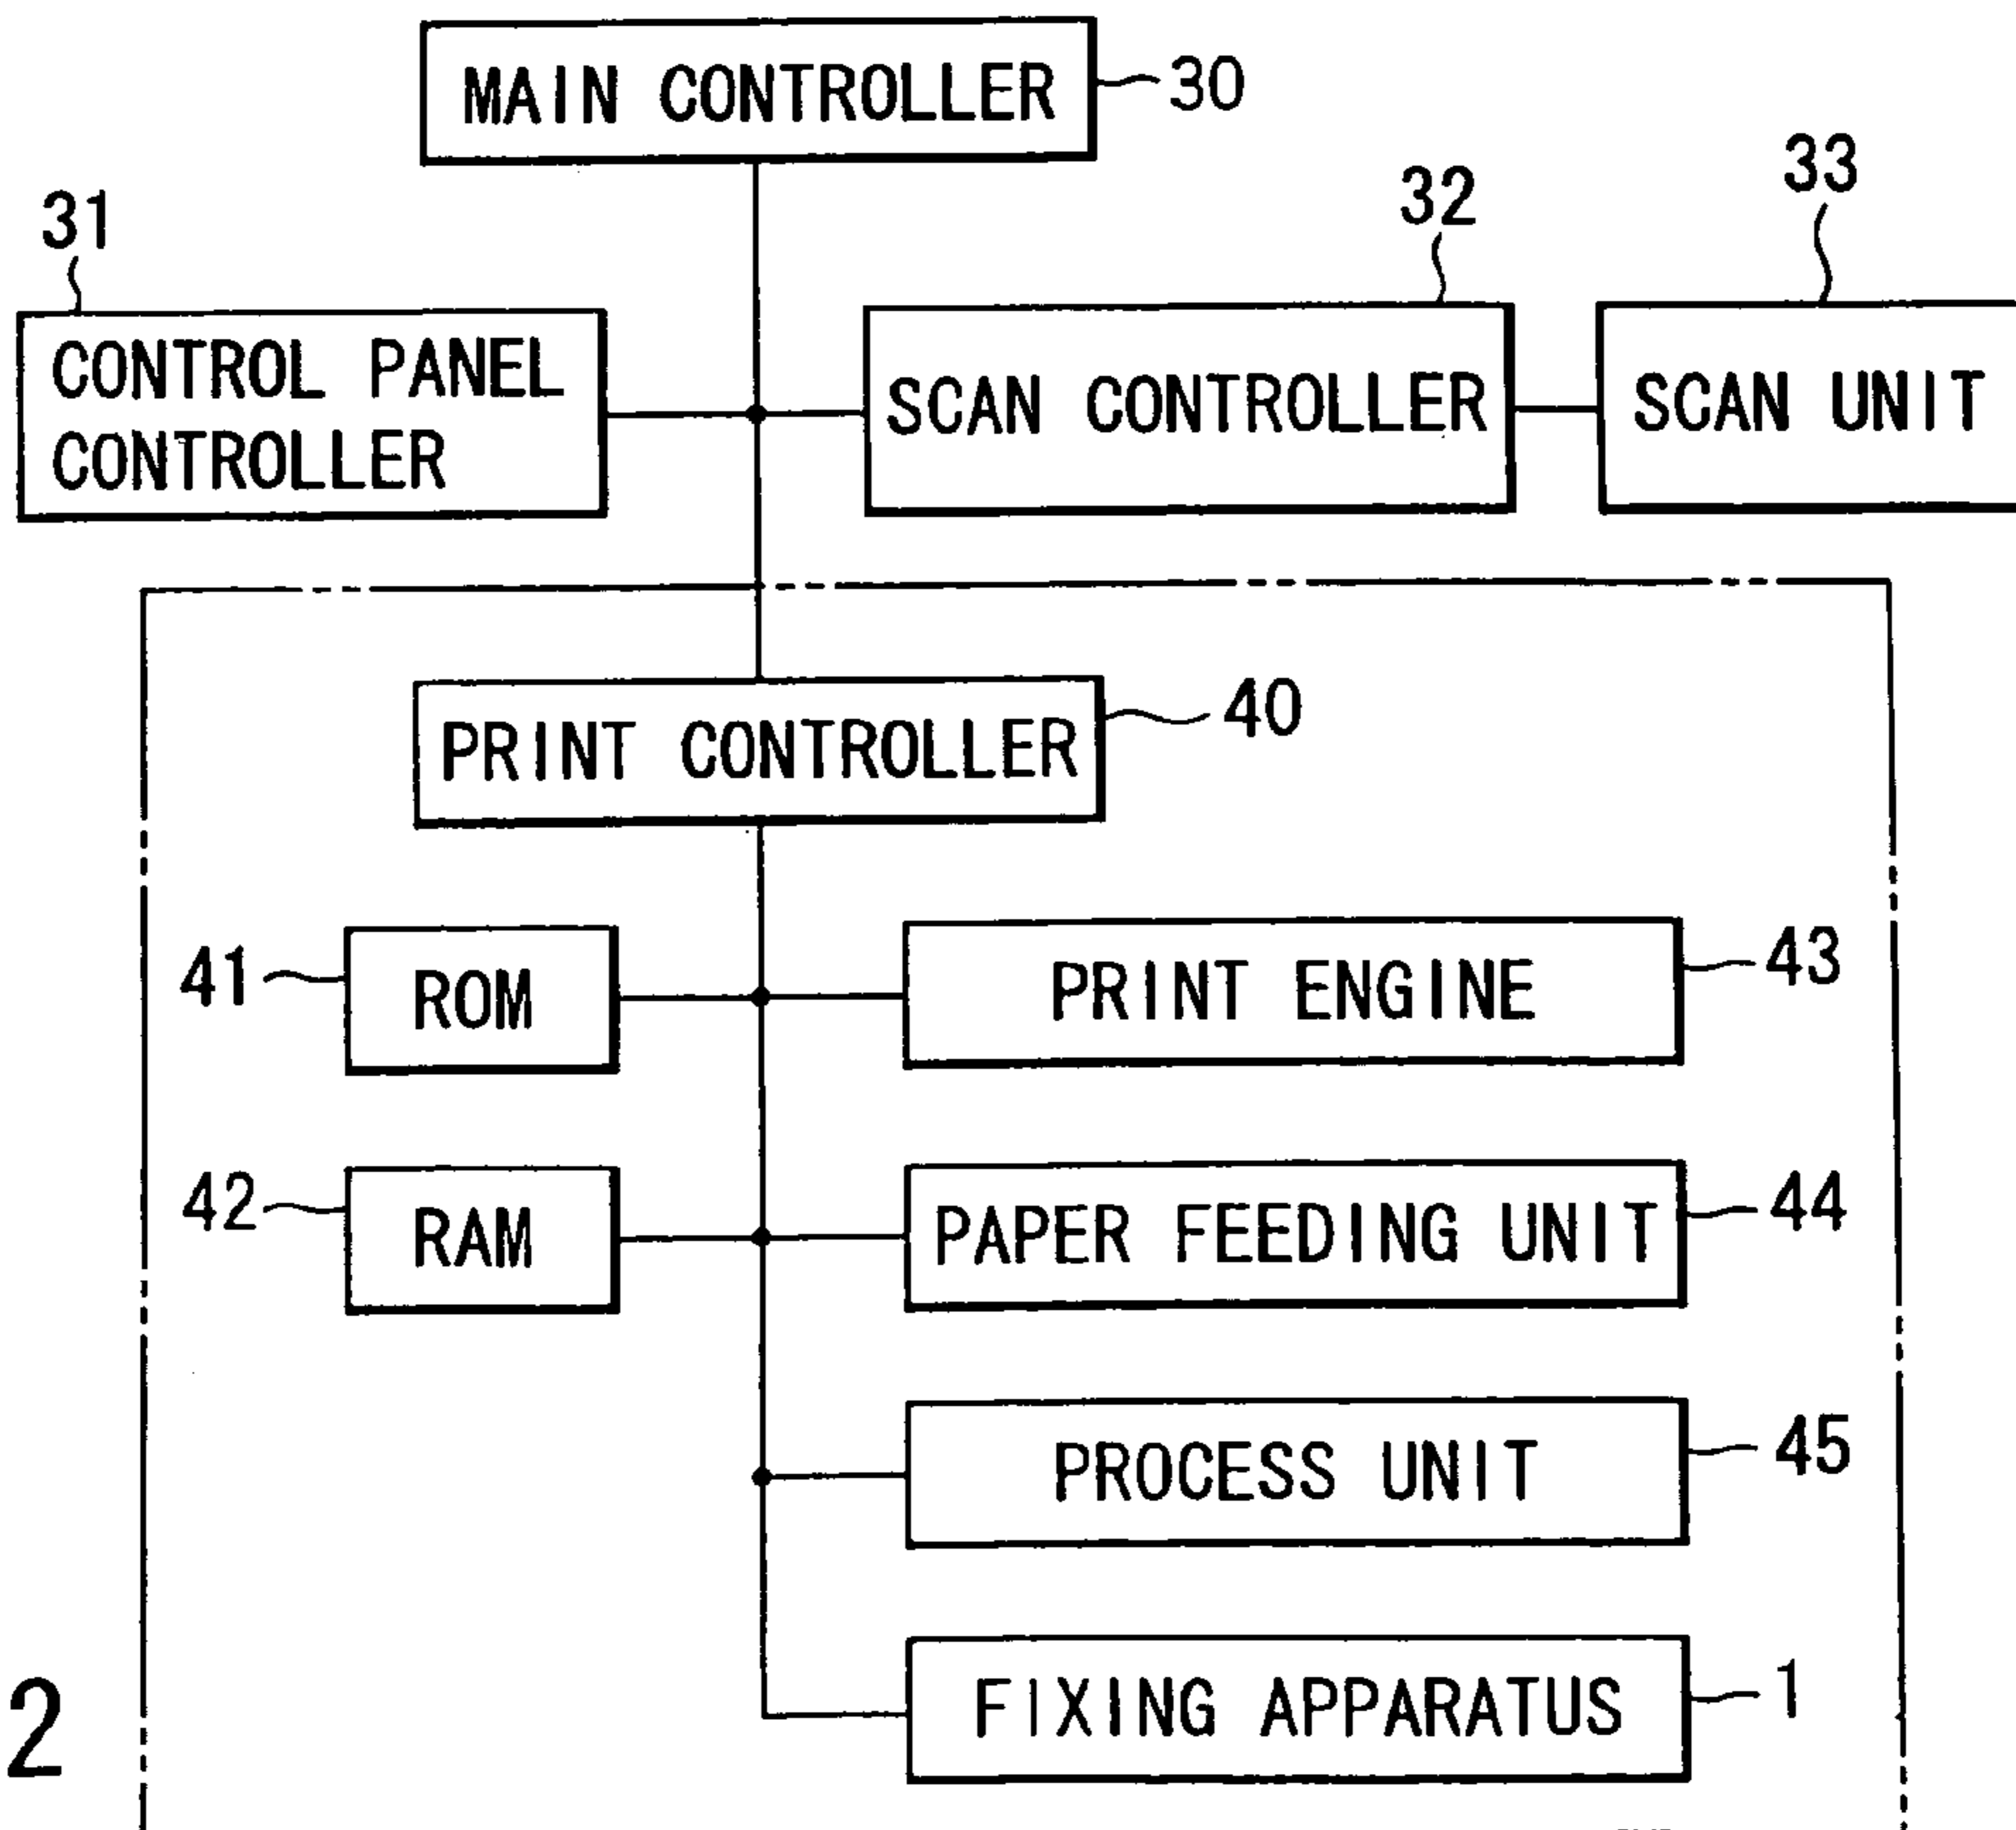 MAIN CONTROLLER
30
31
32
33
CONTROL PANEL
CONTROLLER
SCAN CONTROLLER
SCAN UNIT
PRINT CONTROLLER
40
41
ROM
PRINT ENGINE
43
42
RAM
PAPER FEEDING UNIT
44
PROCESS UNIT
45
FIXING APPARATUS
1
2